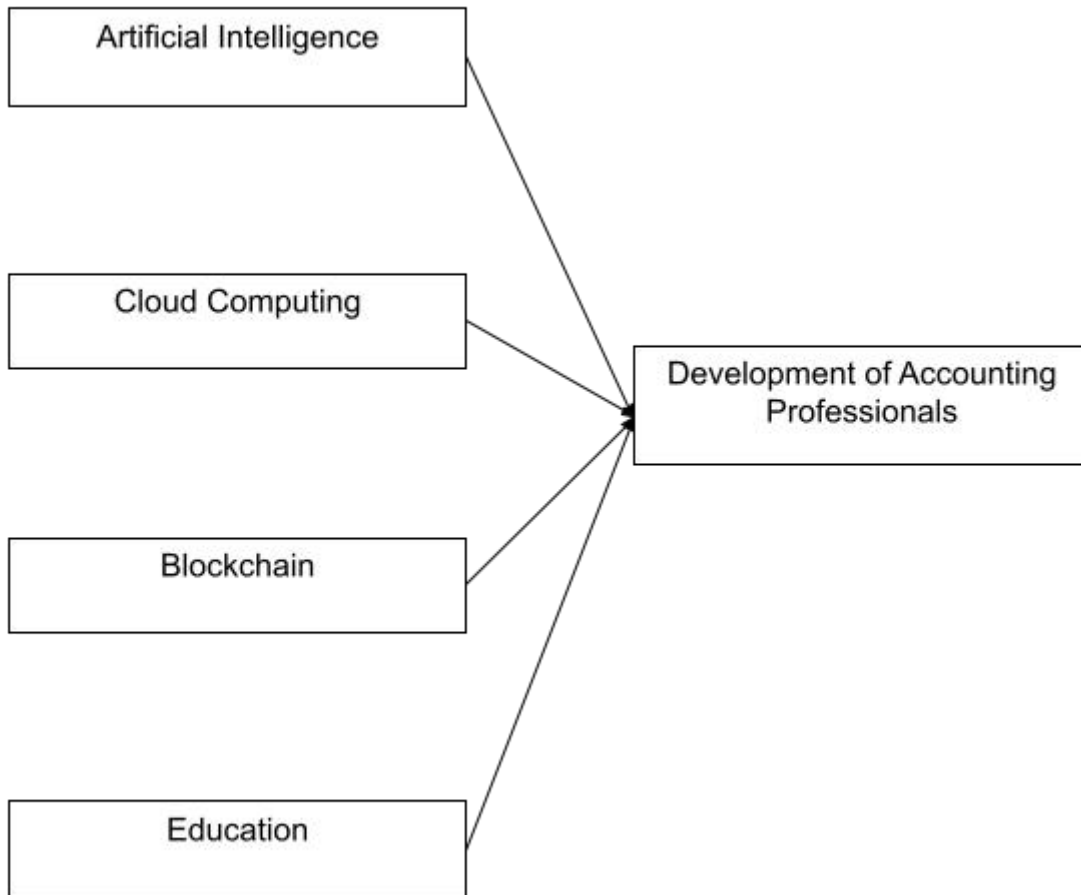 Artificial Intelligence
Cloud Computing
Development of Accounting
Professionals
Blockchain
Education